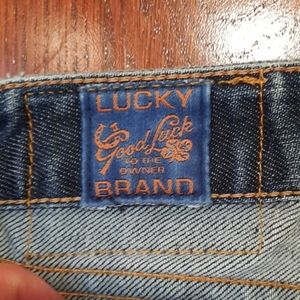 LUCKY
Good Luck
TO THE
OWNER
BRAND